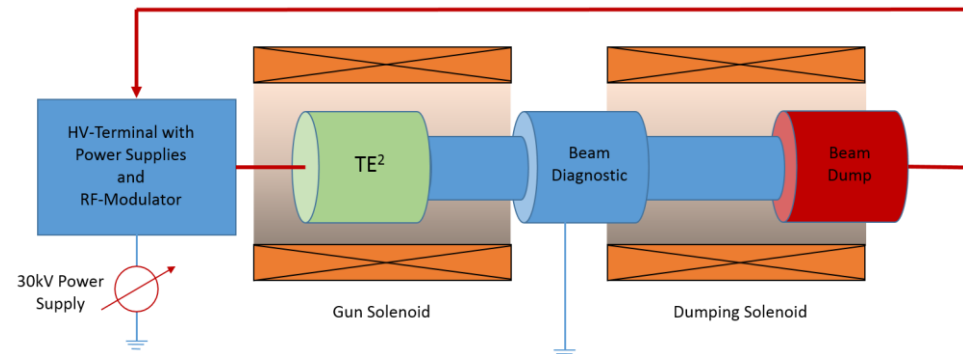 HV-Terminal with
Power Supplies
and
RF-Modulator
TE²
Beam
Diagnostic
Beam
Dump
30kV Power
Supply
Gun Solenoid
Dumping Solenoid